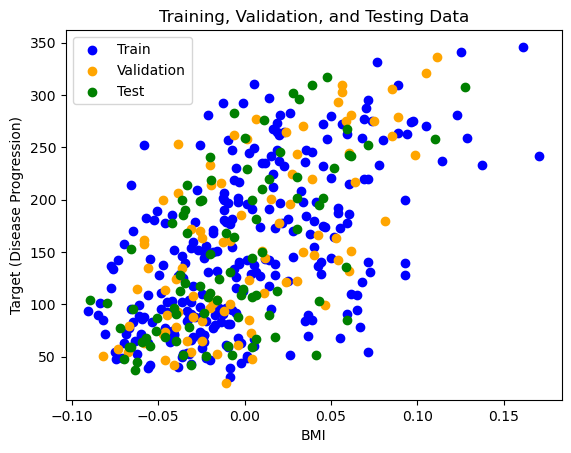 Training, Validation, and Testing Data
Train
Validation
Test
Target (Disease Progression)
350
300
250
200
150
100
50
-0.10
-0.05
0.00
0.05
0.10
0.15
BMI